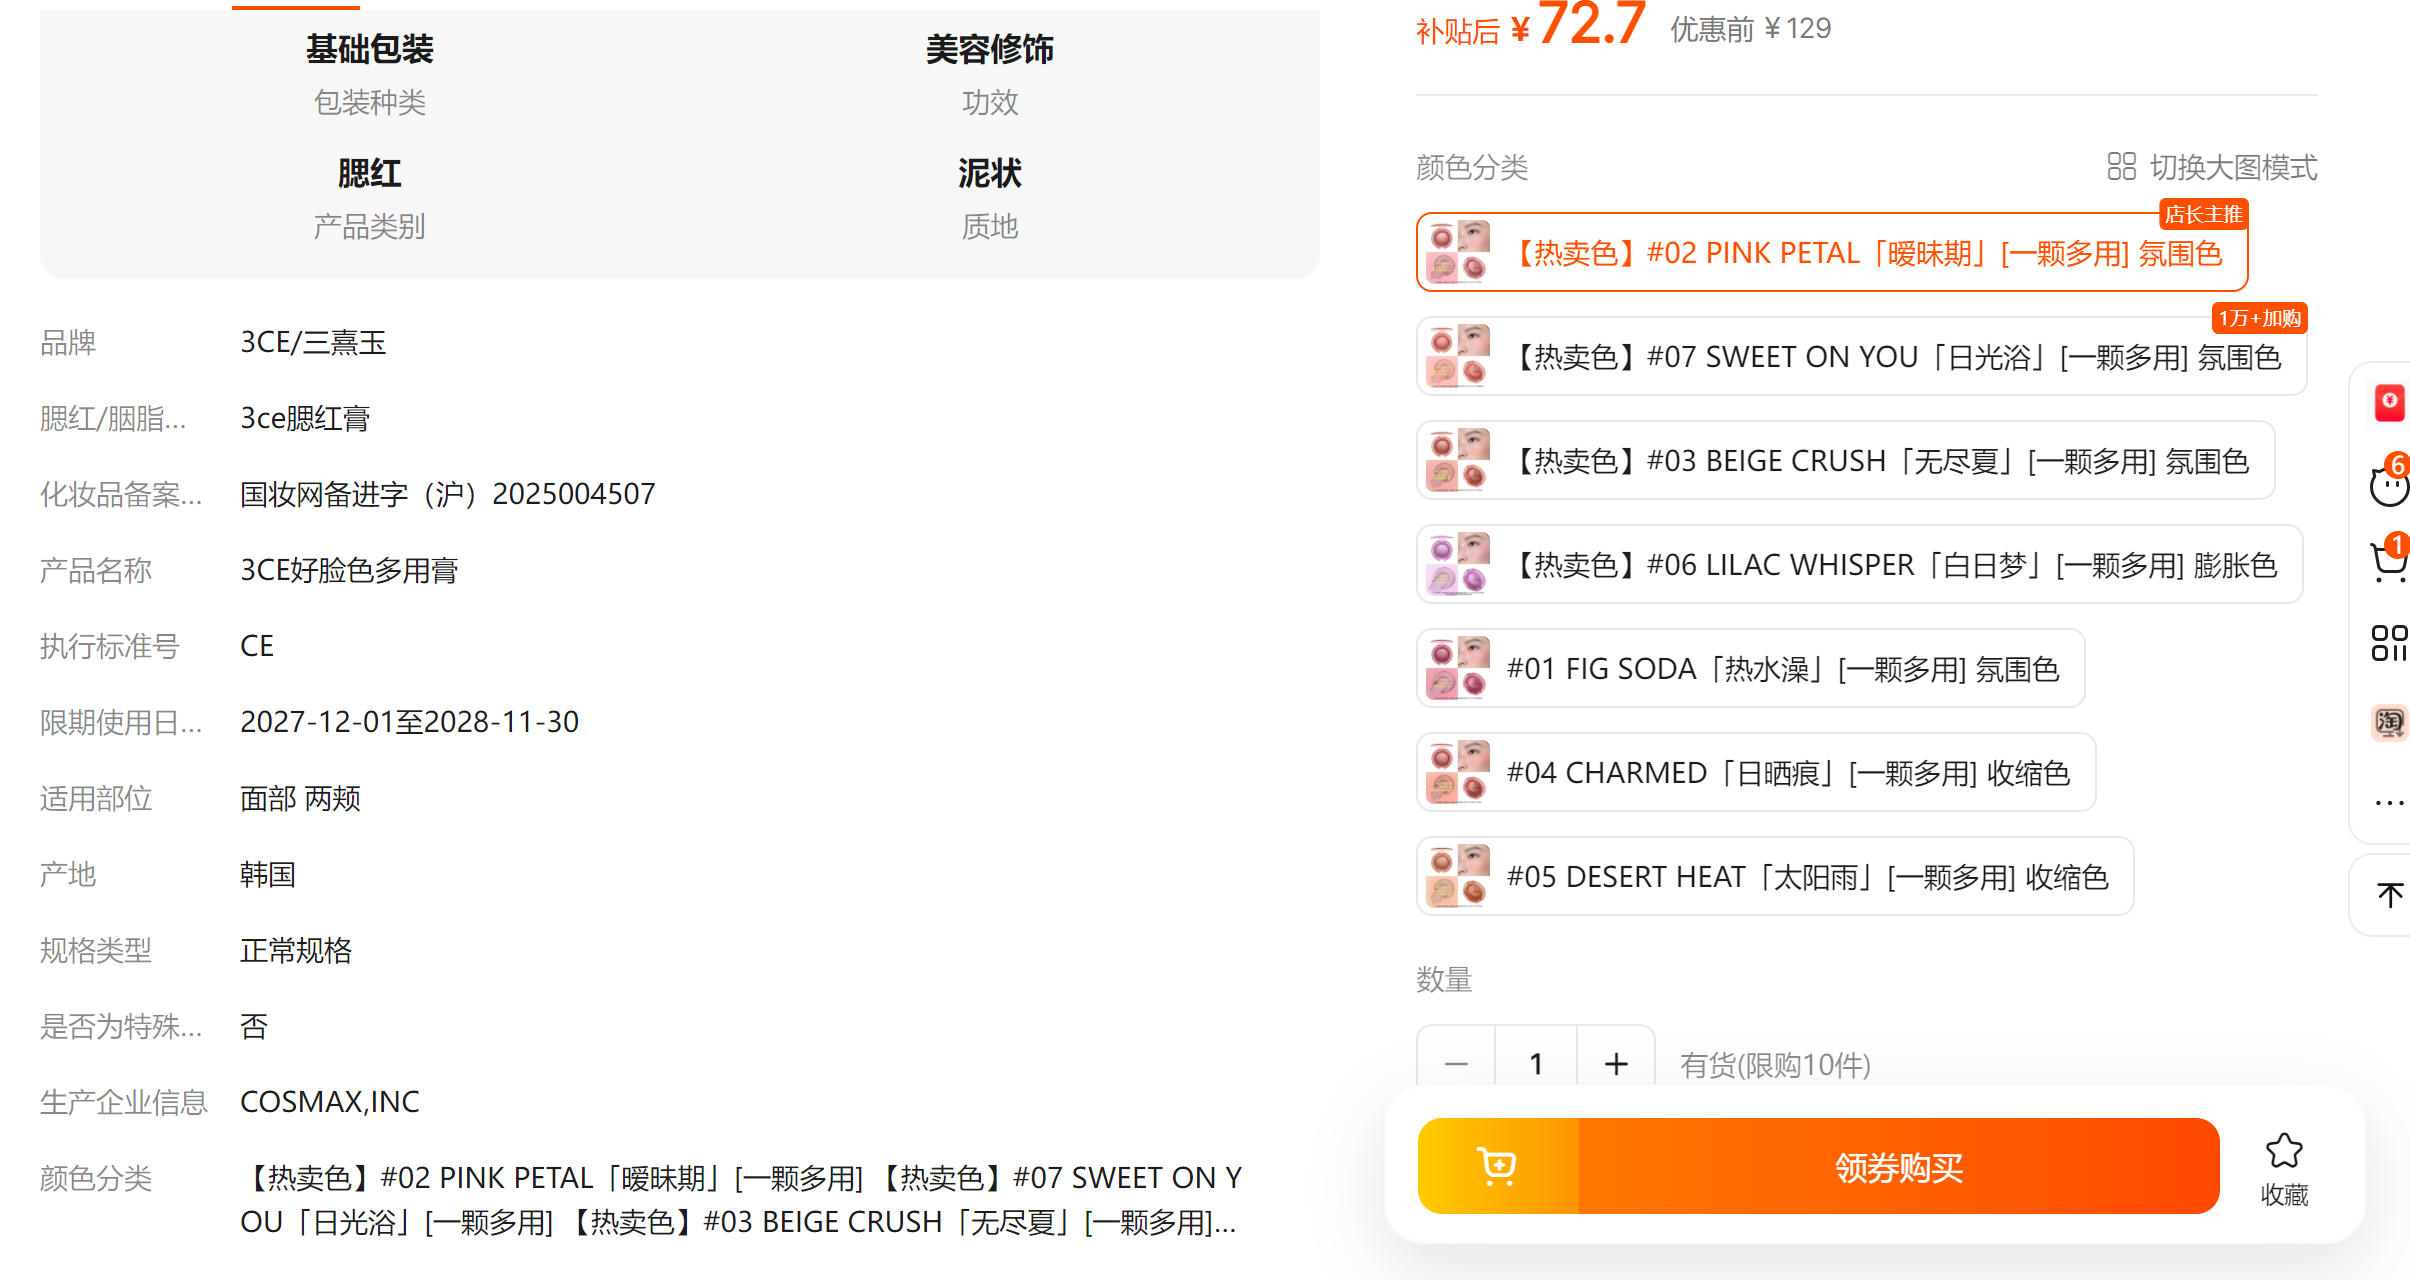 基础包装
包装种类
美容修饰
功效
腮红
产品类别
泥状
质地
品牌 3CE/三熹玉
腮红/胭脂... 3ce腮红膏
化妆品备案... 国妆网备进字（沪）2025004507
产品名称 3CE好脸色多用膏
执行标准号 CE
限期使用日... 2027-12-01至2028-11-30
适用部位 面部 两颊
产地 韩国
规格类型 正常规格
是否为特殊... 否
生产企业信息 COSMAX,INC
颜色分类 【热卖色】#02 PINK PETAL「暧昧期」[一颗多用] 【热卖色】#07 SWEET ON Y
OU「日光浴」[一颗多用] 【热卖色】#03 BEIGE CRUSH「无尽夏」[一颗多用]...
补贴后 ¥72.7 优惠前 ¥129
颜色分类 切换大图模式
店长主推
【热卖色】#02 PINK PETAL「暧昧期」[一颗多用] 氛围色
1万+加购
【热卖色】#07 SWEET ON YOU「日光浴」[一颗多用] 氛围色
【热卖色】#03 BEIGE CRUSH「无尽夏」[一颗多用] 氛围色
【热卖色】#06 LILAC WHISPER「白日梦」[一颗多用] 膨胀色
#01 FIG SODA「热水澡」[一颗多用] 氛围色
#04 CHARMED「日晒痕」[一颗多用] 收缩色
#05 DESERT HEAT「太阳雨」[一颗多用] 收缩色
数量
1 有货(限购10件)
领券购买
收藏
¥
6
1
淘